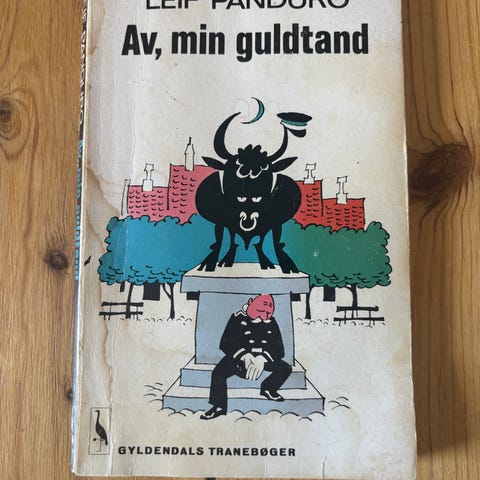 LEIF PANDURO
Av, min guldtand
GYLDENDALS TRANEBØGER